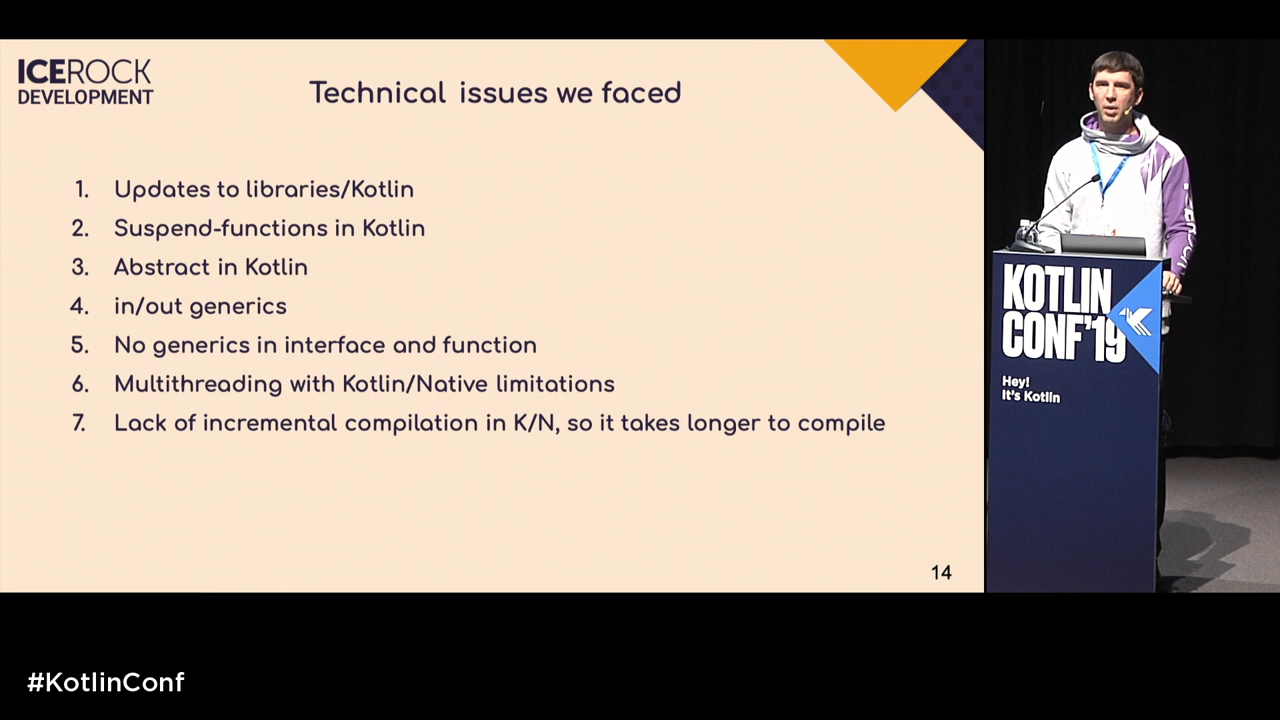 ICEROCK
DEVELOPMENT
Technical issues we faced
1. Updates to libraries/Kotlin
2. Suspend-functions in Kotlin
3. Abstract in Kotlin
4. in/out generics
5. No generics in interface and function
6. Multithreading with Kotlin/Native limitations
7. Lack of incremental compilation in K/N, so it takes longer to compile
14
KOTLIN
CONF'19
Hey!
It's Kotlin
#KotlinConf